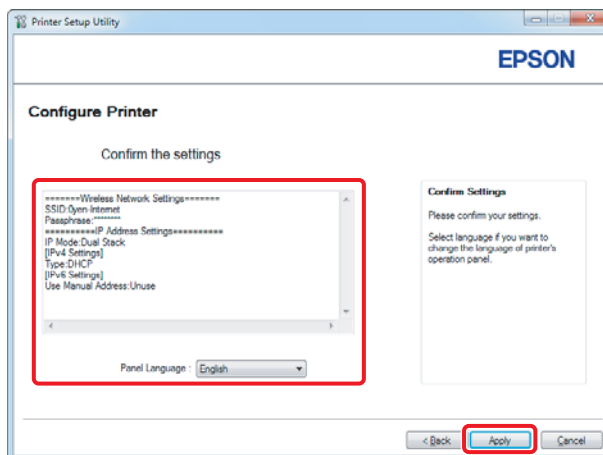 Printer Setup Utility
EPSON
Configure Printer
Confirm the settings
=======Wireless Network Settings=======
SSID:0yen-Internet
Passphrase:********
==========IP Address Settings==========
IP Mode:Dual Stack
[IPv4 Settings]
Type:DHCP
[IPv6 Settings]
Use Manual Address:Unuse
Panel Language : English
Confirm Settings
Please confirm your settings.
Select language if you want to
change the language of printer's
operation panel.
< Back Apply Cancel